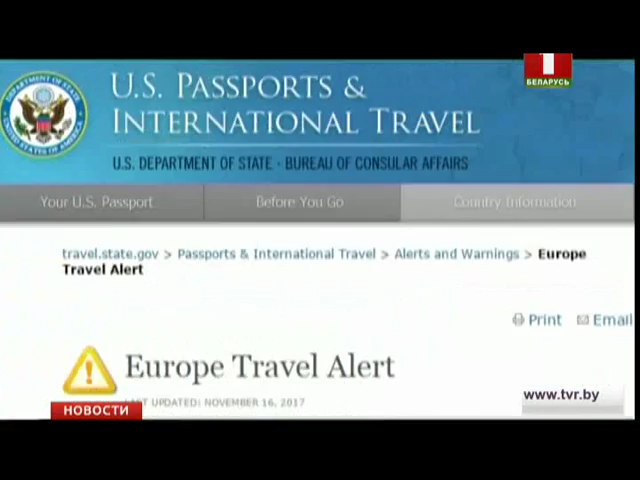 1
БЕЛАРУСЬ
U.S. PASSPORTS &
INTERNATIONAL TRAVEL
U.S. DEPARTMENT OF STATE · BUREAU OF CONSULAR AFFAIRS
Your U.S. Passport
Before You Go
Country Information
travel.state.gov > Passports & International Travel > Alerts and Warnings > Europe
Travel Alert
Print
Email
Europe Travel Alert
LAST UPDATED: NOVEMBER 16, 2017
www.tvr.by
НОВОСТИ